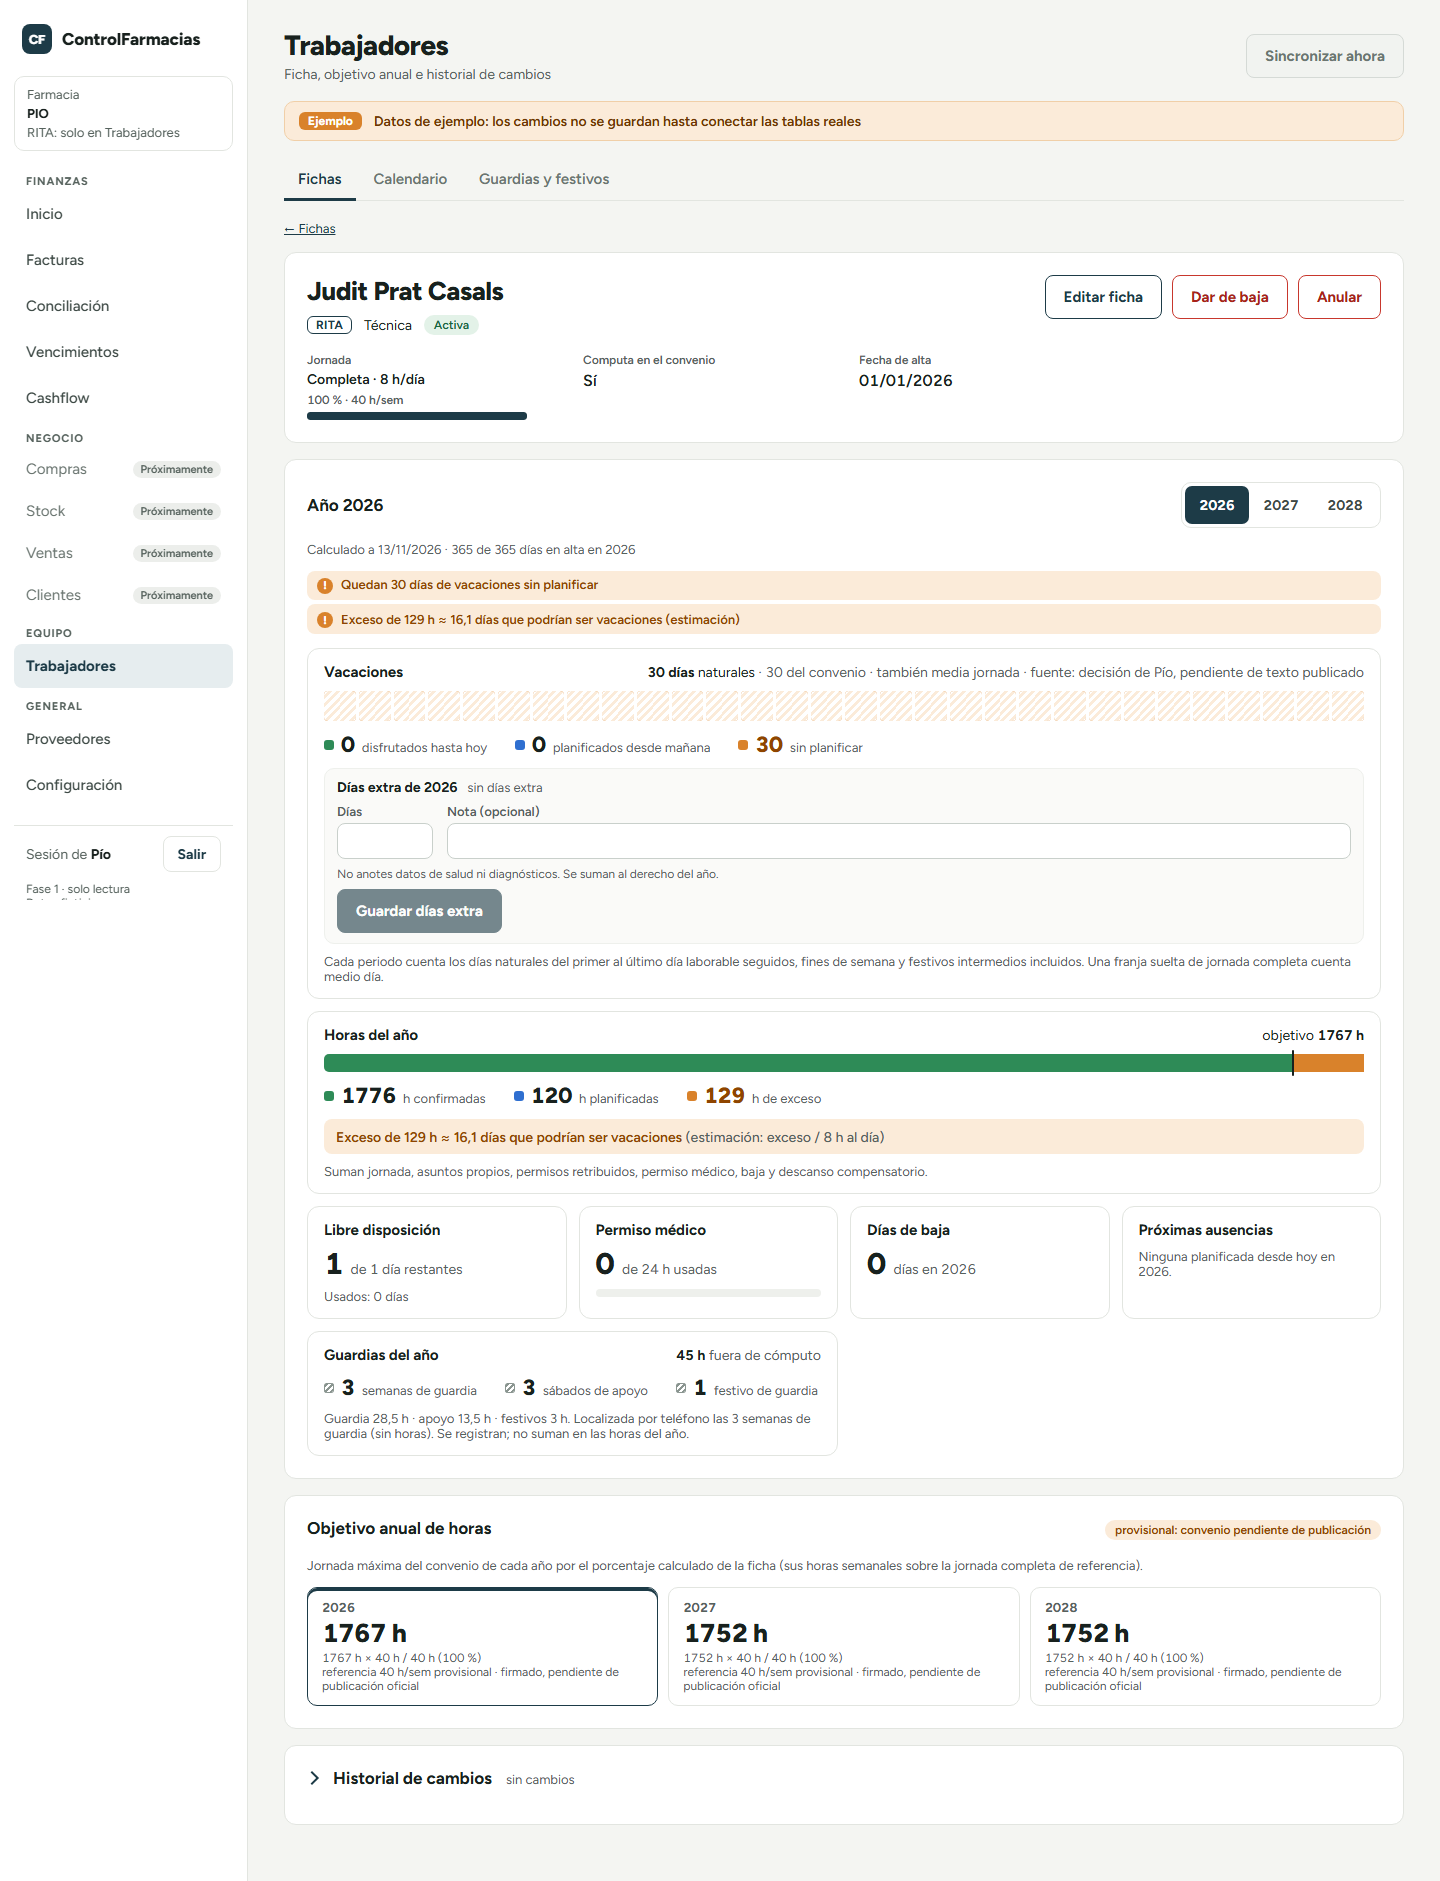 CF ControlFarmacias
Farmacia
PIO
RITA: solo en Trabajadores
FINANZAS
Inicio
Facturas
Conciliación
Vencimientos
Cashflow
NEGOCIO
Compras Próximamente
Stock Próximamente
Ventas Próximamente
Clientes Próximamente
EQUIPO
Trabajadores
GENERAL
Proveedores
Configuración
Sesión de Pío Salir
Fase 1 · solo lectura
Trabajadores
Ficha, objetivo anual e historial de cambios
Sincronizar ahora
Ejemplo Datos de ejemplo: los cambios no se guardan hasta conectar las tablas reales
Fichas Calendario Guardias y festivos
← Fichas
Judit Prat Casals
RITA Técnica Activa
Editar ficha Dar de baja Anular
Jornada
Completa · 8 h/día
100 % · 40 h/sem
Computa en el convenio
Sí
Fecha de alta
01/01/2026
Año 2026
2026 2027 2028
Calculado a 13/11/2026 · 365 de 365 días en alta en 2026
! Quedan 30 días de vacaciones sin planificar
! Exceso de 129 h ≈ 16,1 días que podrían ser vacaciones (estimación)
Vacaciones
30 días naturales · 30 del convenio · también media jornada · fuente: decisión de Pío, pendiente de texto publicado
0 disfrutados hasta hoy 0 planificados desde mañana 30 sin planificar
Días extra de 2026 sin días extra
Días Nota (opcional)
No anotes datos de salud ni diagnósticos. Se suman al derecho del año.
Guardar días extra
Cada periodo cuenta los días naturales del primer al último día laborable seguidos, fines de semana y festivos intermedios incluidos. Una franja suelta de jornada completa cuenta
medio día.
Horas del año objetivo 1767 h
1776 h confirmadas 120 h planificadas 129 h de exceso
Exceso de 129 h ≈ 16,1 días que podrían ser vacaciones (estimación: exceso / 8 h al día)
Suman jornada, asuntos propios, permisos retribuidos, permiso médico, baja y descanso compensatorio.
Libre disposición
1 de 1 día restantes
Usados: 0 días
Permiso médico
0 de 24 h usadas
Días de baja
0 días en 2026
Próximas ausencias
Ninguna planificada desde hoy en
2026.
Guardias del año 45 h fuera de cómputo
3 semanas de guardia 3 sábados de apoyo 1 festivo de guardia
Guardia 28,5 h · apoyo 13,5 h · festivos 3 h. Localizada por teléfono las 3 semanas de
guardia (sin horas). Se registran; no suman en las horas del año.
Objetivo anual de horas
provisional: convenio pendiente de publicación
Jornada máxima del convenio de cada año por el porcentaje calculado de la ficha (sus horas semanales sobre la jornada completa de referencia).
2026
1767 h
1767 h × 40 h / 40 h (100 %)
referencia 40 h/sem provisional · firmado, pendiente de
publicación oficial
2027
1752 h
1752 h × 40 h / 40 h (100 %)
referencia 40 h/sem provisional · firmado, pendiente de
publicación oficial
2028
1752 h
1752 h × 40 h / 40 h (100 %)
referencia 40 h/sem provisional · firmado, pendiente de
publicación oficial
Historial de cambios sin cambios